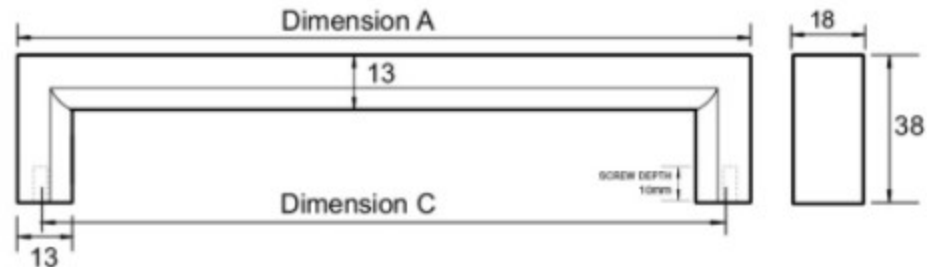 Dimension A
18
13
38
SCREW DEPTH
10mm
Dimension C
13